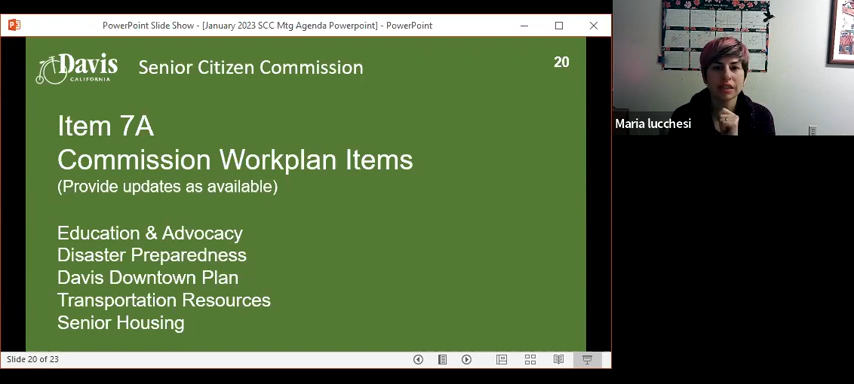 PowerPoint Slide Show - [January 2023 SCC Mtg Agenda Powerpoint] - PowerPoint
Davis
CALIFORNIA
Senior Citizen Commission
20
Item 7A
Commission Workplan Items
(Provide updates as available)
Education & Advocacy
Disaster Preparedness
Davis Downtown Plan
Transportation Resources
Senior Housing
Slide 20 of 23
Maria lucchesi